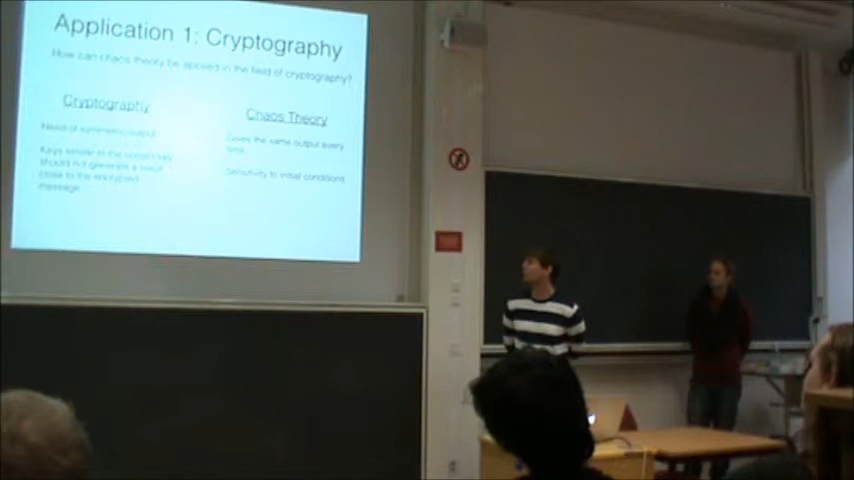 Application 1: Cryptography
How can chaos theory be applied in the field of cryptography?
Cryptography
Need of symmetric output
Keys similar to the correct key
should not generate a result
close to the encrypted
message
Chaos Theory
Gives the same output every
time
Sensitivity to initial conditions